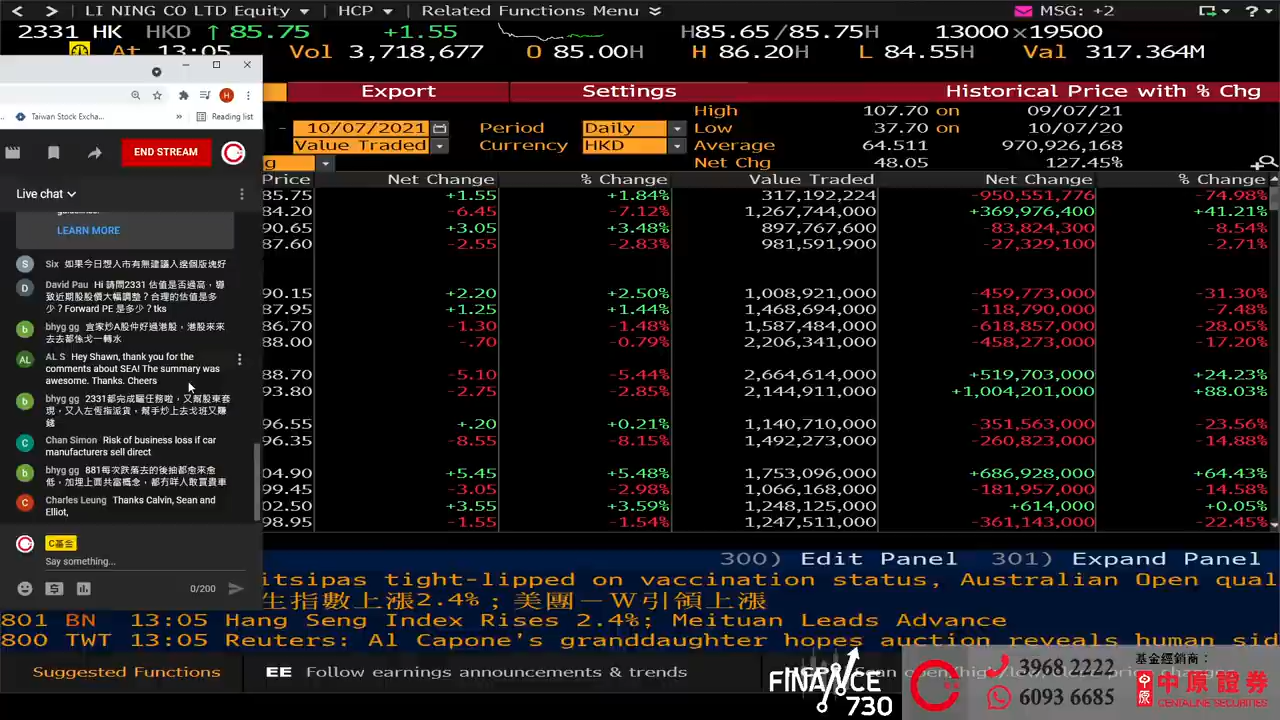 LI NING CO LTD Equity HCP Related Functions Menu MSG: +2
2331 HK HKD ↑ 85.75 +1.55 H85.65/85.75H 13000×19500
At 13:05 Vol 3,718,677 O 85.00H H 86.20H L 84.55H Val 317.364M
Export Settings Historical Price with % Chg
High 107.70 on 09/07/21
- 10/07/2021 Period Daily Low 37.70 on 10/07/20
Value Traded Currency HKD Average 64.511 970,926,168
g Net Chg 48.05 127.45%
Price Net Change % Change Value Traded Net Change % Change
85.75 +1.55 +1.84% 317,192,224 -950,551,776 -74.98%
84.20 -6.45 -7.12% 1,267,744,000 +369,976,400 +41.21%
90.65 +3.05 +3.48% 897,767,600 -83,824,300 -8.54%
87.60 -2.55 -2.83% 981,591,900 -27,329,100 -2.71%
90.15 +2.20 +2.50% 1,008,921,000 -459,773,000 -31.30%
87.95 +1.25 +1.44% 1,468,694,000 -118,790,000 -7.48%
86.70 -1.30 -1.48% 1,587,484,000 -618,857,000 -28.05%
88.00 -.70 -0.79% 2,206,341,000 -458,273,000 -17.20%
88.70 -5.10 -5.44% 2,664,614,000 +519,703,000 +24.23%
93.80 -2.75 -2.85% 2,144,911,000 +1,004,201,000 +88.03%
96.55 +.20 +0.21% 1,140,710,000 -351,563,000 -23.56%
96.35 -8.55 -8.15% 1,492,273,000 -260,823,000 -14.88%
04.90 +5.45 +5.48% 1,753,096,000 +686,928,000 +64.43%
99.45 -3.05 -2.98% 1,066,168,000 -181,957,000 -14.58%
02.50 +3.55 +3.59% 1,248,125,000 +614,000 +0.05%
98.95 -1.55 -1.54% 1,247,511,000 -361,143,000 -22.45%
300) Edit Panel 301) Expand Panel
Taiwan Stock Excha... » Reading list
END STREAM
Live chat
LEARN MORE
Six 如果今日想入市有無建議入邊個版塊好
David Pau Hi 請問2331 估值是否過高，導
致近期股價大幅調整？合理的估值是多
少？Forward PE 是多少？tks
bhyg gg 宜家炒A股仲好過港股，港股來來
去去都係戈一轉水
AL S Hey Shawn, thank you for the
comments about SEA! The summary was
awesome. Thanks. Cheers
bhyg gg 2331都完成驅任務啦，又幫股東套
現，又人左恆指派貨，幫手炒上去戈班又賺
錢
Chan Simon Risk of business loss if car
manufacturers sell direct
bhyg gg 881每次跌落去的後抽都愈來愈
低，加埋上面共富概念，都冇咩人敢買貴車
Charles Leung Thanks Calvin, Sean and
Elliot,
C基金
Say something...
0/200
itsipas tight-lipped on vaccination status, Australian Open qual
生指數上漲2.4%；美團－W引領上漲
801 BN 13:05 Hang Seng Index Rises 2.4%; Meituan Leads Advance
800 TWT 13:05 Reuters: Al Capone's granddaughter hopes auction reveals human sid
Suggested Functions EE Follow earnings announcements & trends
FINANCE
730
3968 2222
6093 6685
基金經銷商：
中原證券
CENTALINE SECURITIES